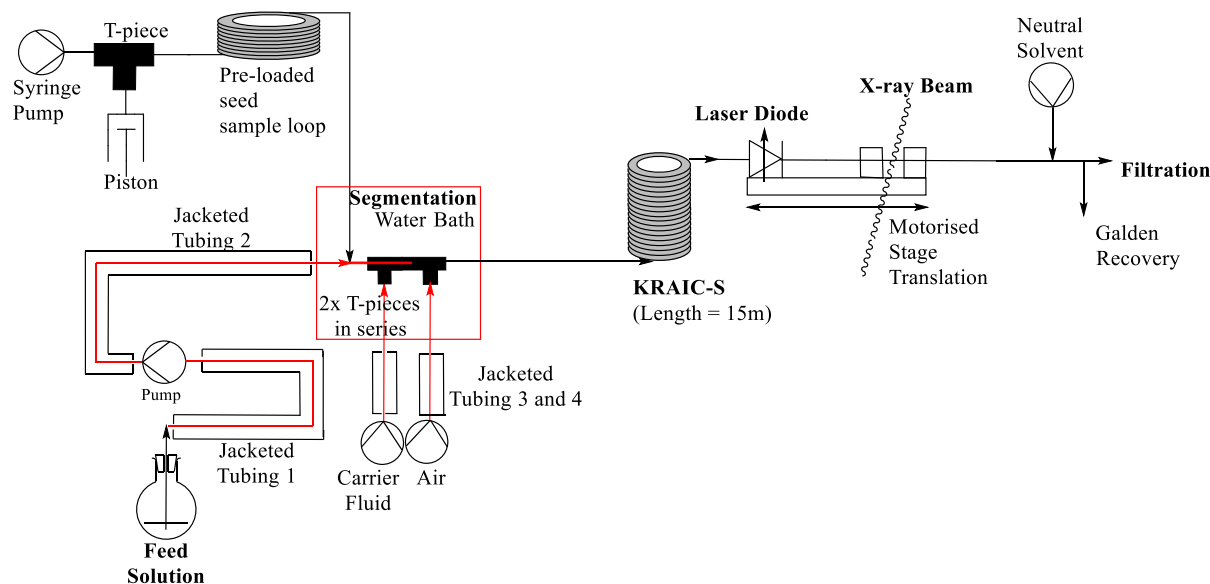 T-piece
Syringe
Pump
Piston
Pre-loaded
seed
sample loop
Neutral
Solvent
X-ray Beam
Laser Diode
Filtration
Segmentation
Water Bath
Jacketed
Tubing 2
Motorised
Stage
Translation
Galden
Recovery
KRAIC-S
(Length = 15m)
2x T-pieces
in series
Pump
Jacketed
Tubing 3 and 4
Jacketed
Tubing 1
Carrier
Fluid
Air
Feed
Solution